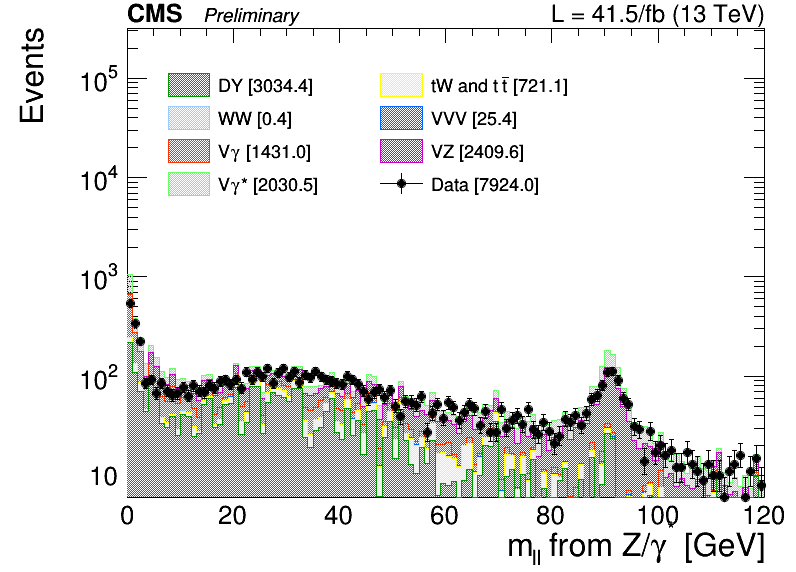 CMS Preliminary L = 41.5/fb (13 TeV)
Events
10⁵
10⁴
10³
10²
10
DY [3034.4]
WW [0.4]
Vγ [1431.0]
Vγ* [2030.5]
tW and t t̄ [721.1]
VVV [25.4]
VZ [2409.6]
Data [7924.0]
0 20 40 60 80 100 120
m_ll from Z/γ* [GeV]